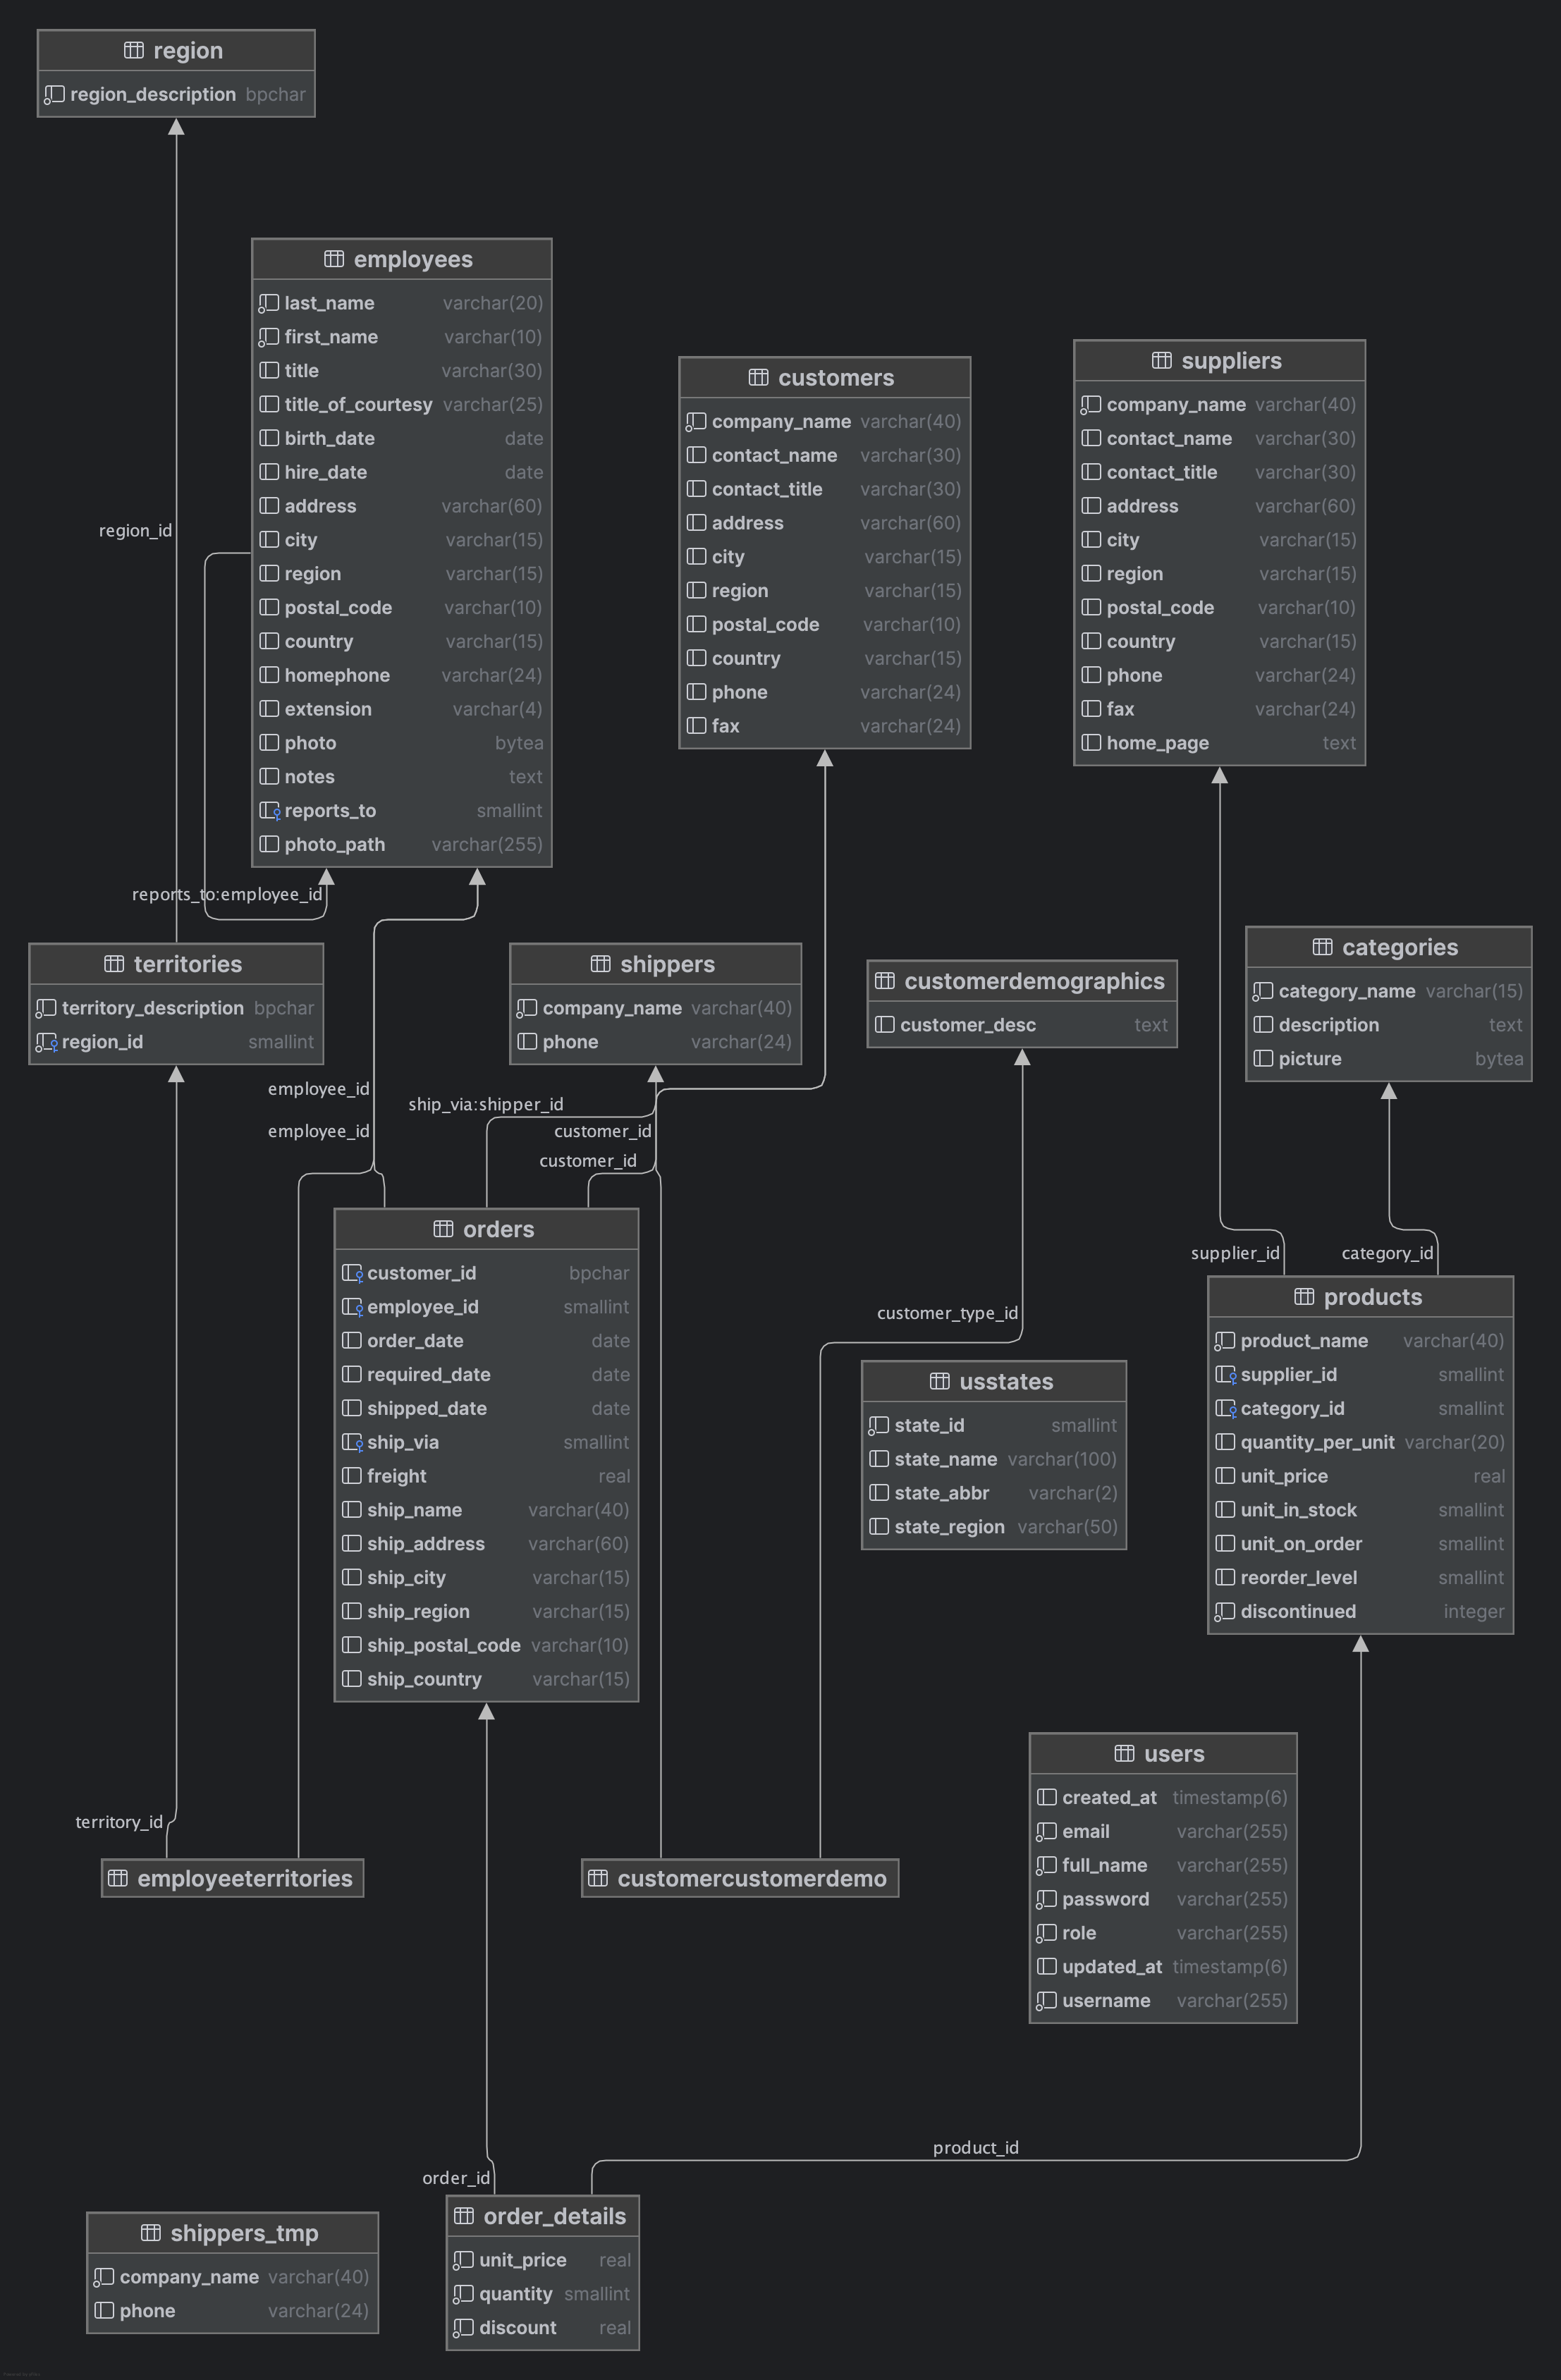 region
region_description bpchar
region_id
employees
last_name varchar(20)
first_name varchar(10)
title varchar(30)
title_of_courtesy varchar(25)
birth_date date
hire_date date
address varchar(60)
city varchar(15)
region varchar(15)
postal_code varchar(10)
country varchar(15)
homephone varchar(24)
extension varchar(4)
photo bytea
notes text
reports_to smallint
photo_path varchar(255)
reports_to:employee_id
customers
company_name varchar(40)
contact_name varchar(30)
contact_title varchar(30)
address varchar(60)
city varchar(15)
region varchar(15)
postal_code varchar(10)
country varchar(15)
phone varchar(24)
fax varchar(24)
suppliers
company_name varchar(40)
contact_name varchar(30)
contact_title varchar(30)
address varchar(60)
city varchar(15)
region varchar(15)
postal_code varchar(10)
country varchar(15)
phone varchar(24)
fax varchar(24)
home_page text
territories
territory_description bpchar
region_id smallint
shippers
company_name varchar(40)
phone varchar(24)
customerdemographics
customer_desc text
categories
category_name varchar(15)
description text
picture bytea
employee_id
employee_id
ship_via:shipper_id
customer_id
customer_id
supplier_id
category_id
customer_type_id
orders
customer_id bpchar
employee_id smallint
order_date date
required_date date
shipped_date date
ship_via smallint
freight real
ship_name varchar(40)
ship_address varchar(60)
ship_city varchar(15)
ship_region varchar(15)
ship_postal_code varchar(10)
ship_country varchar(15)
usstates
state_id smallint
state_name varchar(100)
state_abbr varchar(2)
state_region varchar(50)
products
product_name varchar(40)
supplier_id smallint
category_id smallint
quantity_per_unit varchar(20)
unit_price real
unit_in_stock smallint
unit_on_order smallint
reorder_level smallint
discontinued integer
users
created_at timestamp(6)
email varchar(255)
full_name varchar(255)
password varchar(255)
role varchar(255)
updated_at timestamp(6)
username varchar(255)
territory_id
employeeterritories
customercustomerdemo
product_id
order_id
shippers_tmp
company_name varchar(40)
phone varchar(24)
order_details
unit_price real
quantity smallint
discount real